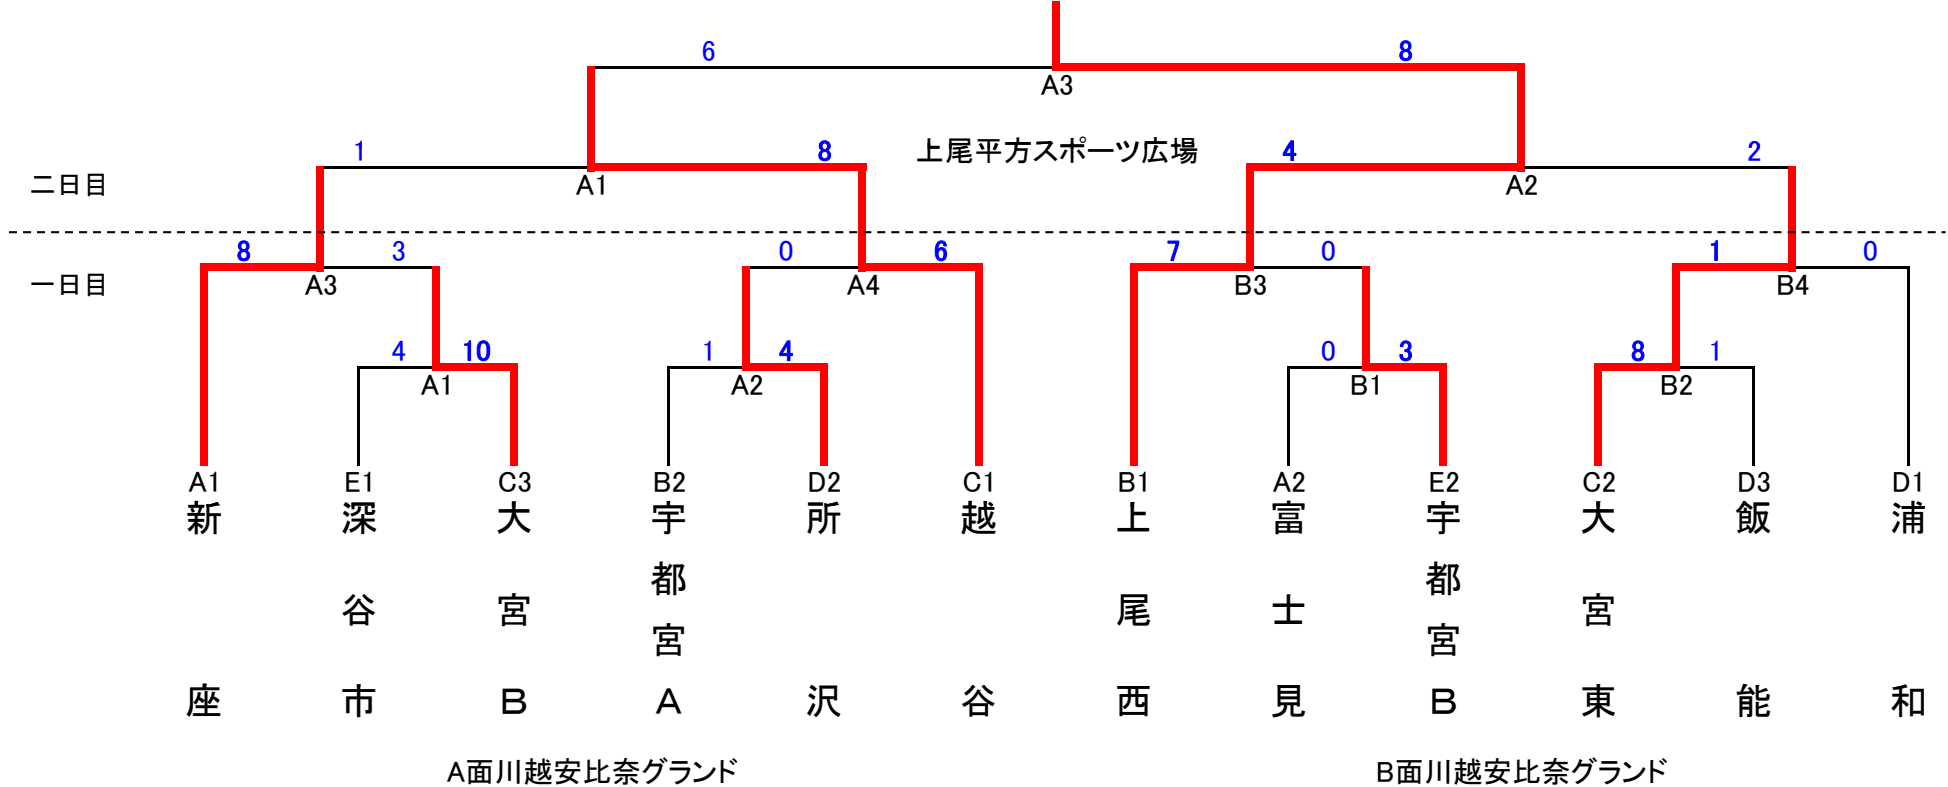 6 8
A3
1 8 上尾平方スポーツ広場 4 2
二日目 A1 A2
8 3 0 6 7 0 1 0
一日目 A3 A4 B3 B4
4 10 1 4 0 3 8 1
A1 A2 B1 B2
A1 E1 C3 B2 D2 C1 B1 A2 E2 C2 D3 D1
新座
深谷市
大宮B
宇都宮A
所沢
越谷
上尾西
富士見
宇都宮B
大宮東
飯能
浦和
A面川越安比奈グランド B面川越安比奈グランド